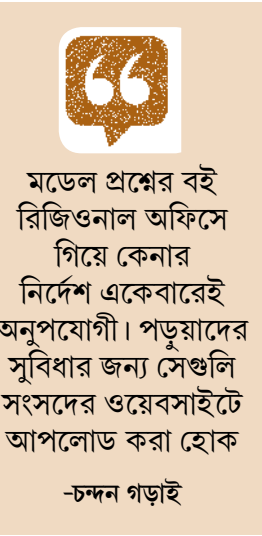 মডেল প্রশ্নের বই
রিজিওনাল অফিসে
গিয়ে কেনার
নির্দেশ একেবারেই
অনুপযোগী। পড়ুয়াদের
সুবিধার জন্য সেগুলি
সংসদের ওয়েবসাইটে
আপলোড করা হোক
-চন্দন গড়াই